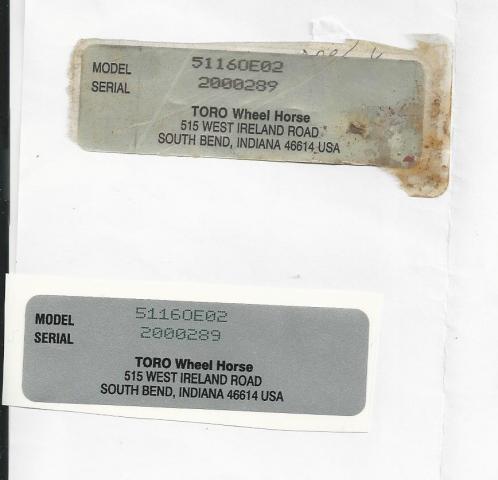 MODEL 51160E02
SERIAL 2000289
TORO Wheel Horse
515 WEST IRELAND ROAD
SOUTH BEND, INDIANA 46614 USA
MODEL 51160E02
SERIAL 2000289
TORO Wheel Horse
515 WEST IRELAND ROAD
SOUTH BEND, INDIANA 46614 USA